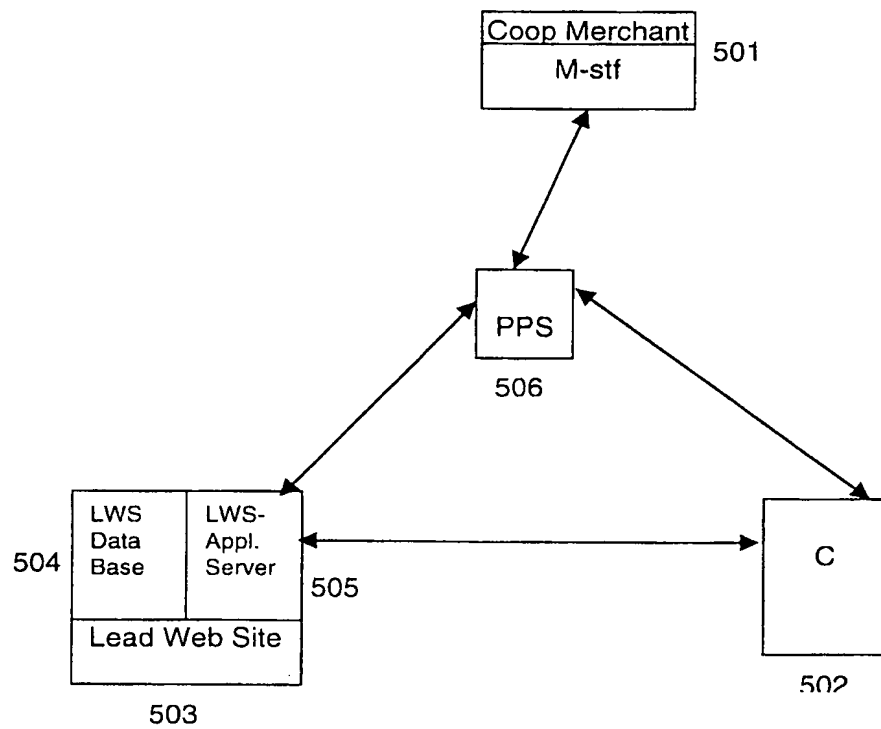 Coop Merchant
501
M-stf
PPS
506
LWS
Data
Base
LWS-
Appl.
Server
504
505
C
Lead Web Site
502
503